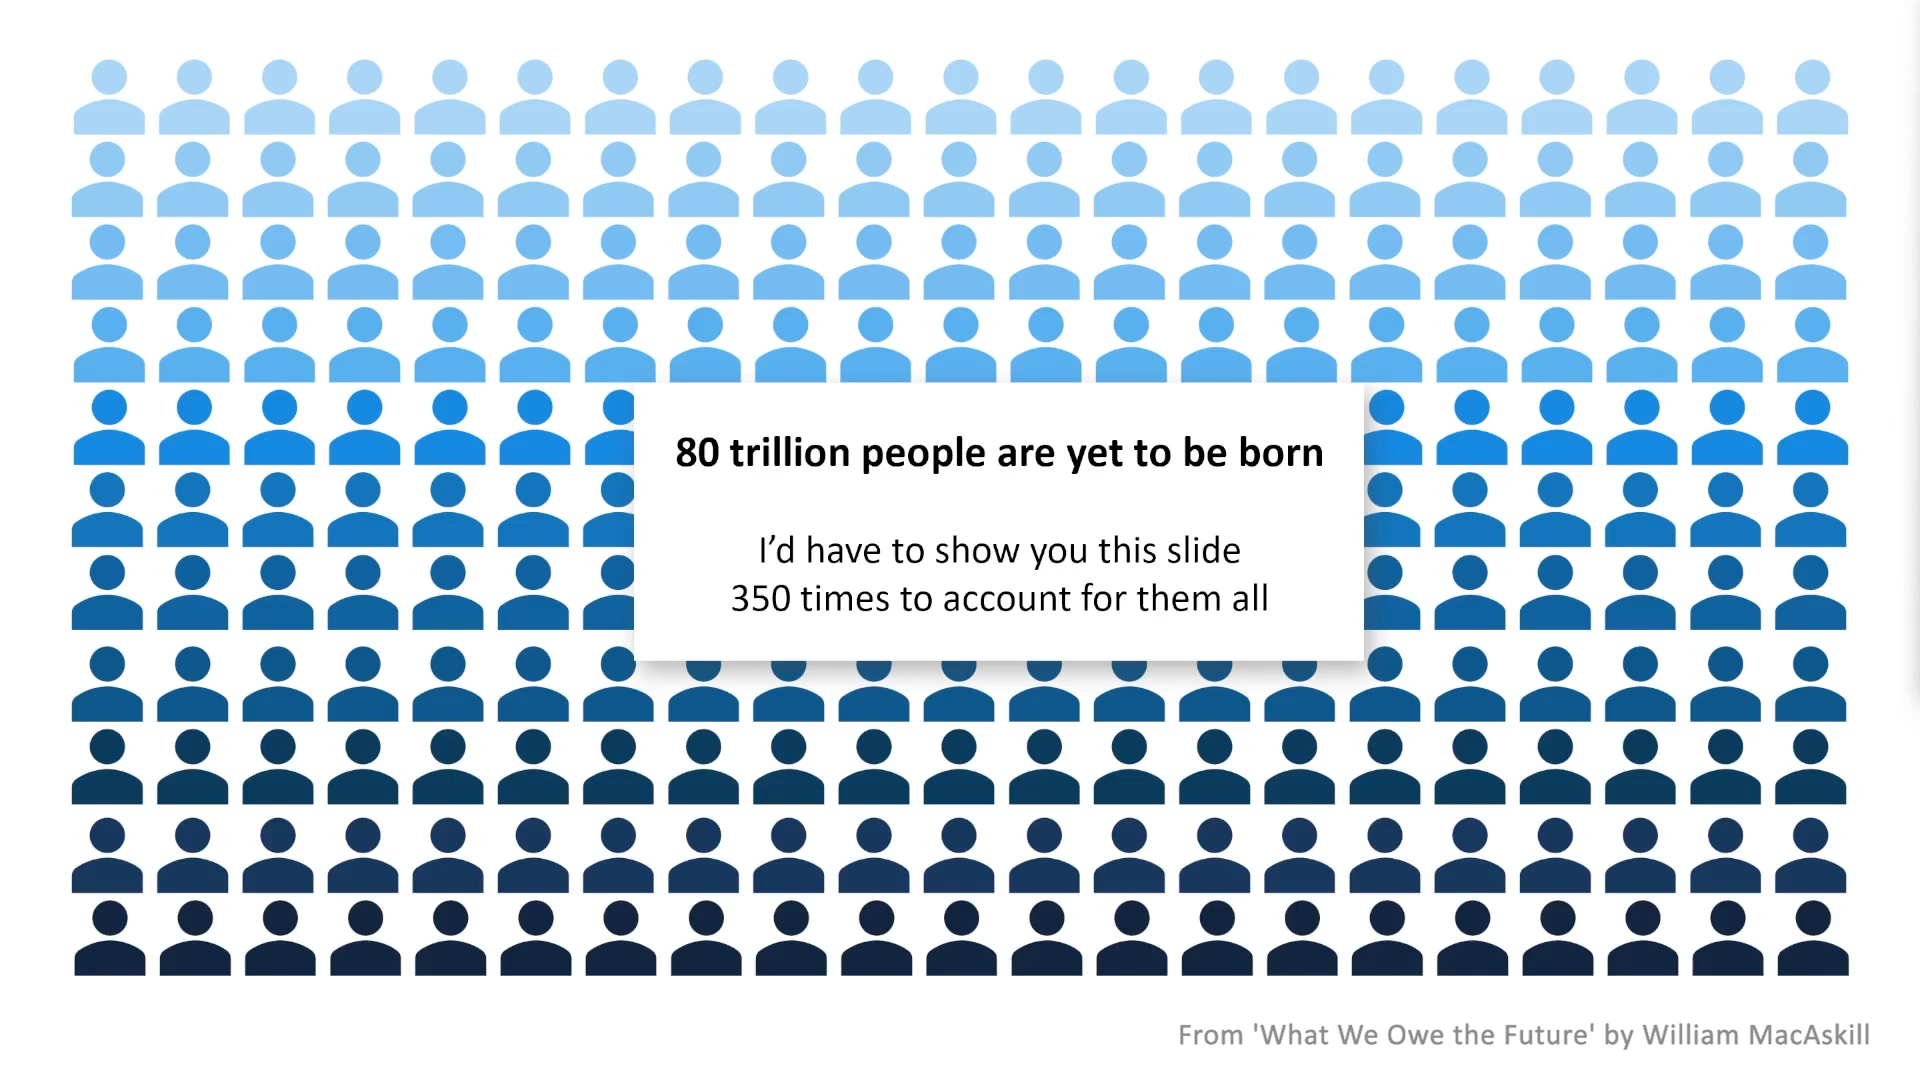 80 trillion people are yet to be born
I’d have to show you this slide
350 times to account for them all
From 'What We Owe the Future' by William MacAskill